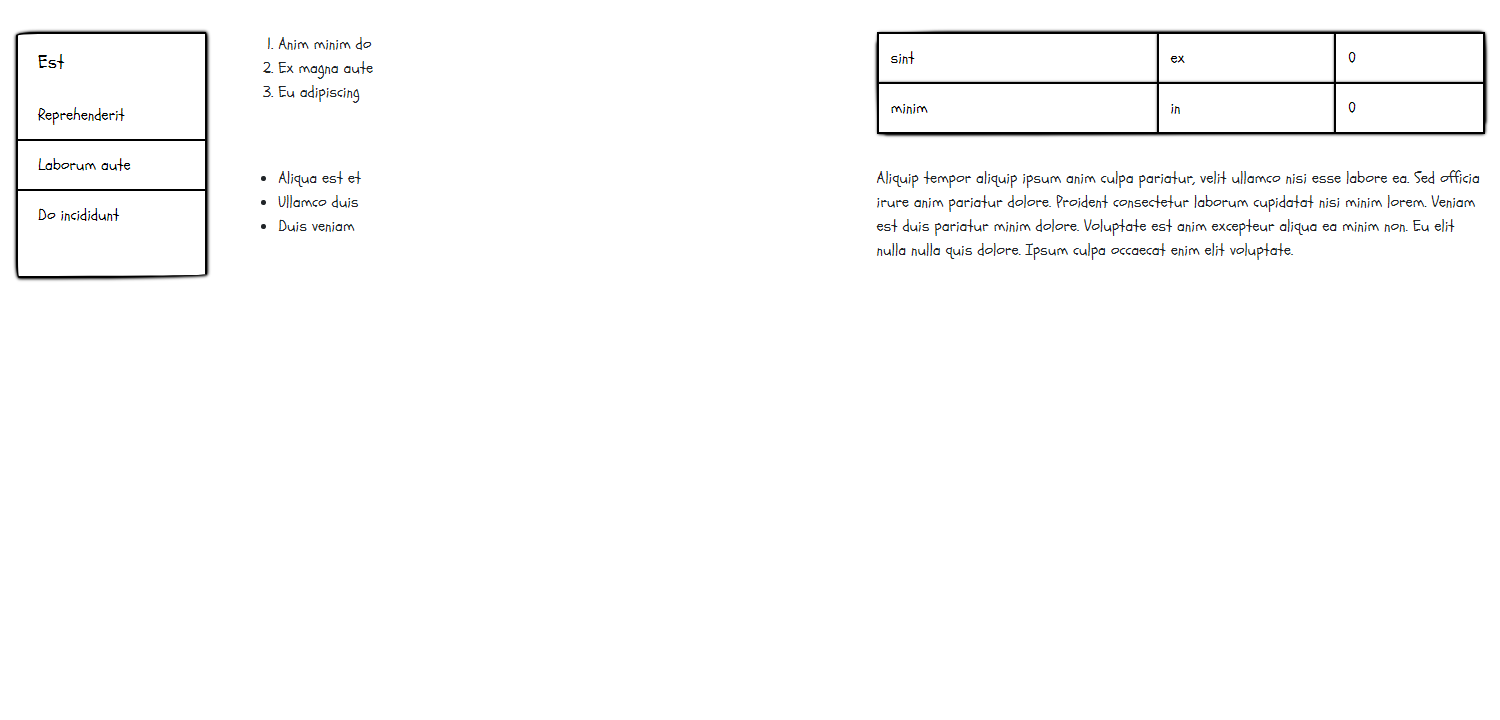 Est
Reprehenderit
Laborum aute
Do incididunt
1. Anim minim do
2. Ex magna aute
3. Eu adipiscing
• Aliqua est et
• Ullamco duis
• Duis veniam
sint ex 0
minim in 0
Aliquip tempor aliquip ipsum anim culpa pariatur, velit ullamco nisi esse labore ea. Sed officia
irure anim pariatur dolore. Proident consectetur laborum cupidatat nisi minim lorem. Veniam
est duis pariatur minim dolore. Voluptate est anim excepteur aliqua ea minim non. Eu elit
nulla nulla quis dolore. Ipsum culpa occaecat enim elit voluptate.